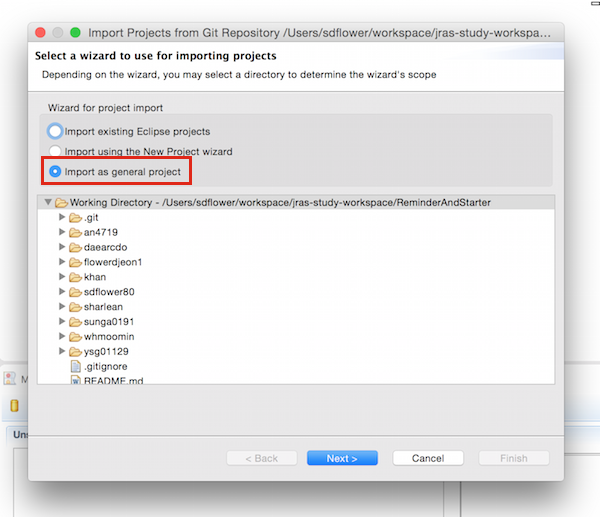 Import Projects from Git Repository /Users/sdflower/workspace/jras-study-workspa...
Select a wizard to use for importing projects
Depending on the wizard, you may select a directory to determine the wizard's scope
Wizard for project import
Import existing Eclipse projects
Import using the New Project wizard
Import as general project
Working Directory - /Users/sdflower/workspace/jras-study-workspace/ReminderAndStarter
.git
an4719
daearcdo
flowerdjeon1
khan
sdflower80
sharlean
sunga0191
whmoomin
ysg01129
.gitignore
README.md
< Back
Next >
Cancel
Finish